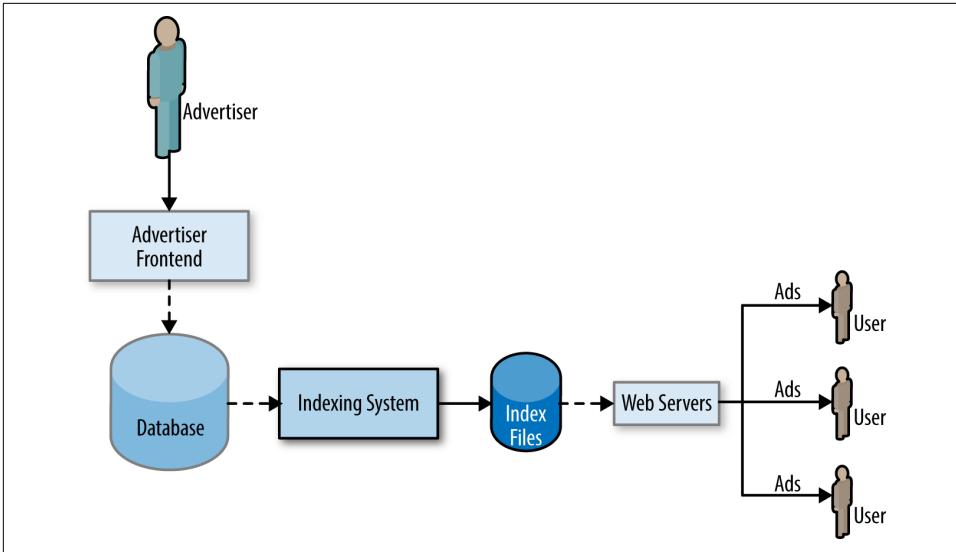 Advertiser
Advertiser
Frontend
Database
Indexing System
Index
Files
Web Servers
Ads
User
Ads
User
Ads
User